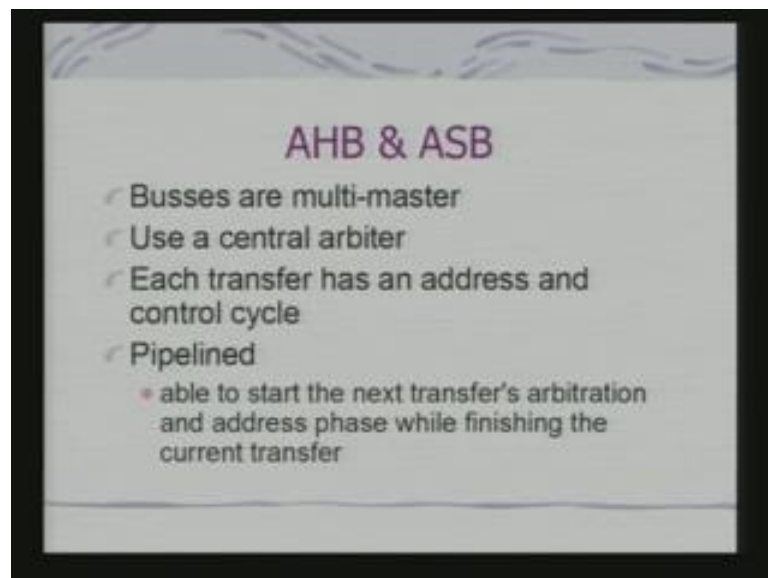 AHB & ASB
Busses are multi-master
Use a central arbiter
Each transfer has an address and
control cycle
Pipelined
able to start the next transfer's arbitration
and address phase while finishing the
current transfer